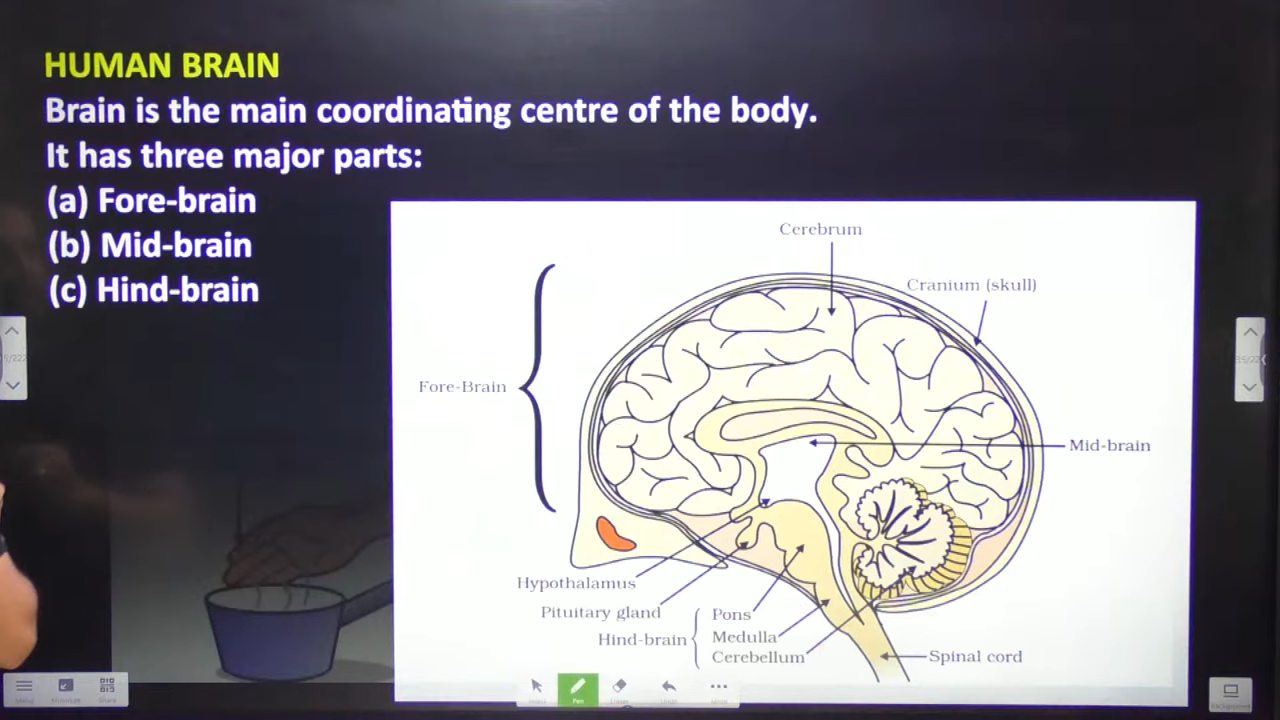 HUMAN BRAIN
Brain is the main coordinating centre of the body.
It has three major parts:
(a) Fore-brain
(b) Mid-brain
(c) Hind-brain
Cerebrum
Cranium (skull)
Fore-Brain
Mid-brain
Hypothalamus
Pituitary gland
Hind-brain
Pons
Medulla
Cerebellum
Spinal cord
Pen